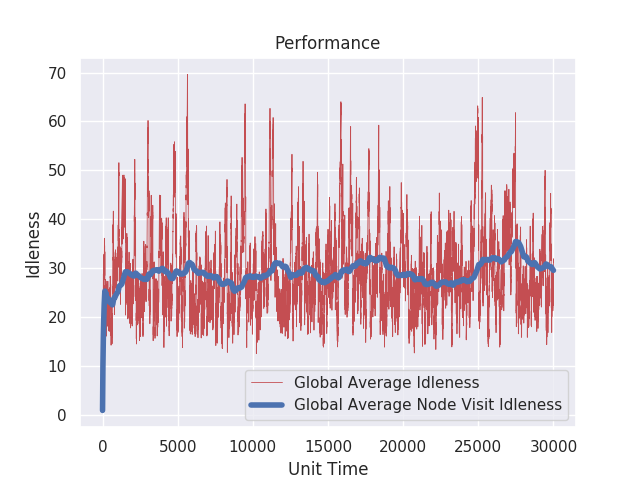 Performance
70
60
50
40
30
20
10
0
Idleness
Global Average Idleness
Global Average Node Visit Idleness
0 5000 10000 15000 20000 25000 30000
Unit Time